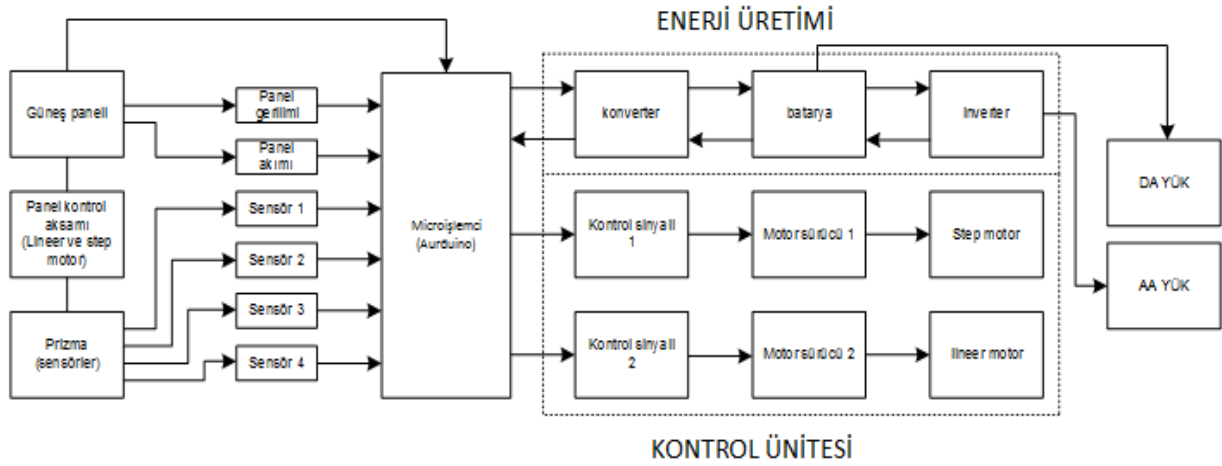 ENERJİ ÜRETİMİ
Güneş paneli
Panel
gerilimi
Panel
akımı
Panel kontrol
aksamı
(Lineer ve step
motor)
Prizma
(sensörler)
Sensör 1
Sensör 2
Sensör 3
Sensör 4
Microişlemci
(Aurduino)
konverter
batarya
inverter
Kontrol sinyali
1
Motor sürücü 1
Step motor
Kontrol sinyali
2
Motor sürücü 2
lineer motor
DA YÜK
AA YÜK
KONTROL ÜNİTESİ